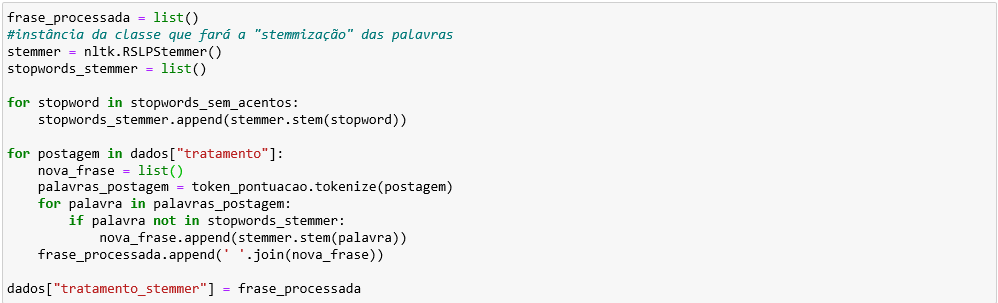 frase_processada = list()
#instância da classe que fará a "stemmização" das palavras
stemmer = nltk.RSLPStemmer()
stopwords_stemmer = list()

for stopword in stopwords_sem_acentos:
    stopwords_stemmer.append(stemmer.stem(stopword))

for postagem in dados["tratamento"]:
    nova_frase = list()
    palavras_postagem = token_pontuacao.tokenize(postagem)
    for palavra in palavras_postagem:
        if palavra not in stopwords_stemmer:
            nova_frase.append(stemmer.stem(palavra))
    frase_processada.append(' '.join(nova_frase))

dados["tratamento_stemmer"] = frase_processada